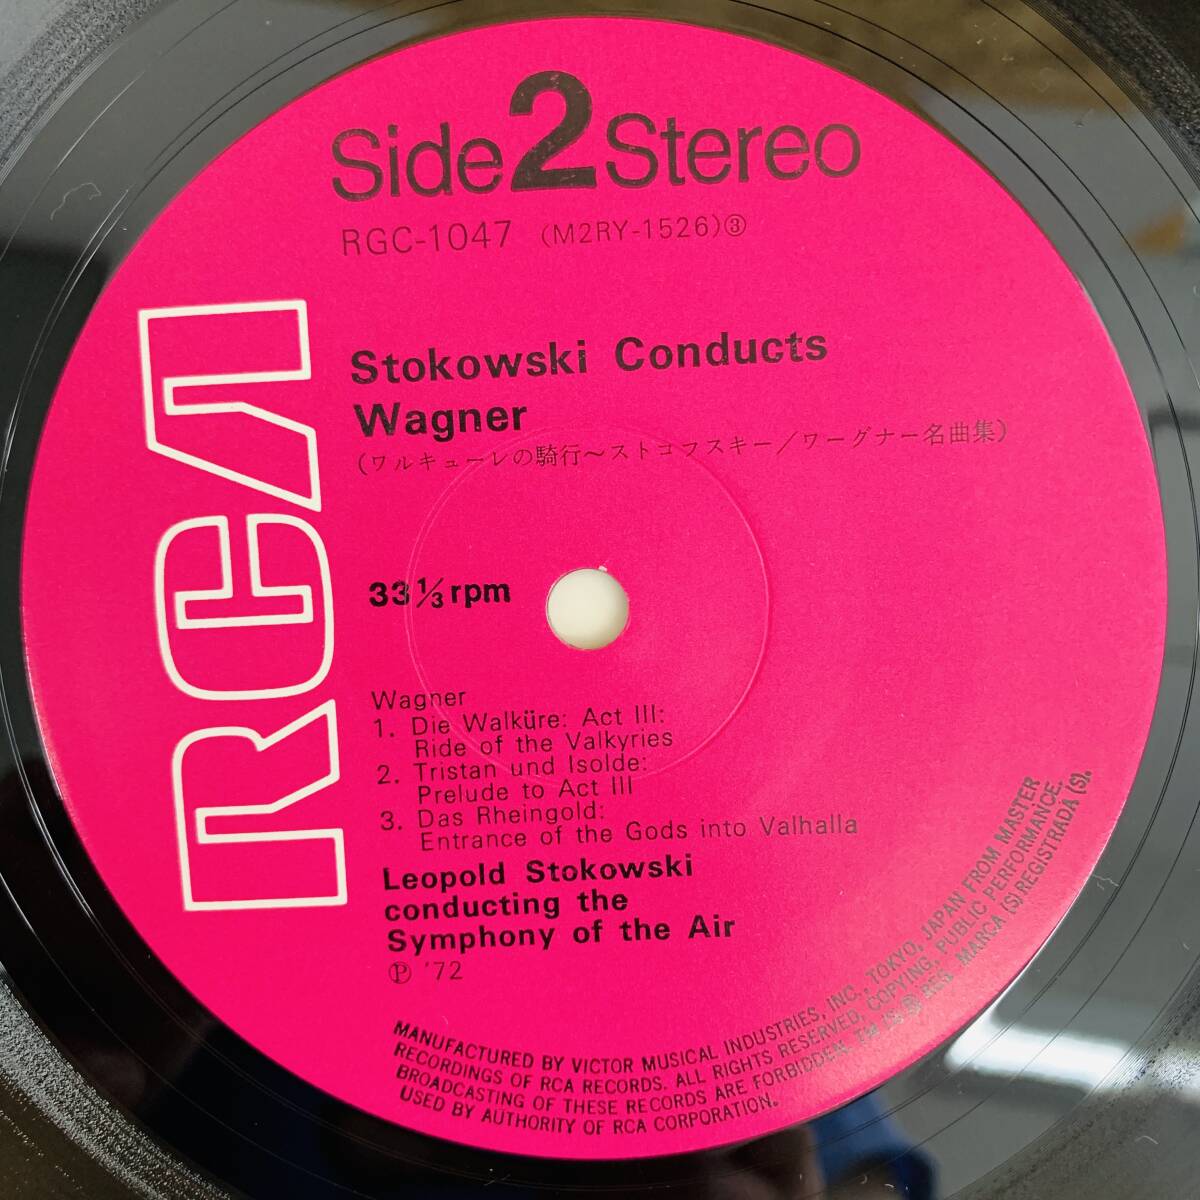 Side 2 Stereo
RGC-1047 (M2RY-1526)③
RCA
Stokowski Conducts
Wagner
(ワルキューレの騎行〜ストコフスキー/ワーグナー名曲集)
33 1/3 rpm
Wagner
1. Die Walküre: Act III:
Ride of the Valkyries
2. Tristan und Isolde:
Prelude to Act III
3. Das Rheingold:
Entrance of the Gods into Valhalla
Leopold Stokowski
conducting the
Symphony of the Air
Ⓟ '72
MANUFACTURED BY VICTOR MUSICAL INDUSTRIES, INC., TOKYO, JAPAN FROM MASTER
RECORDINGS OF RCA RECORDS. ALL RIGHTS RESERVED, COPYING, PUBLIC PERFORMANCE.
BROADCASTING OF THESE RECORDS ARE FORBIDDEN. TM(S) ® REG. MARCA(S) REGISTRADA(S).
USED BY AUTHORITY OF RCA CORPORATION.